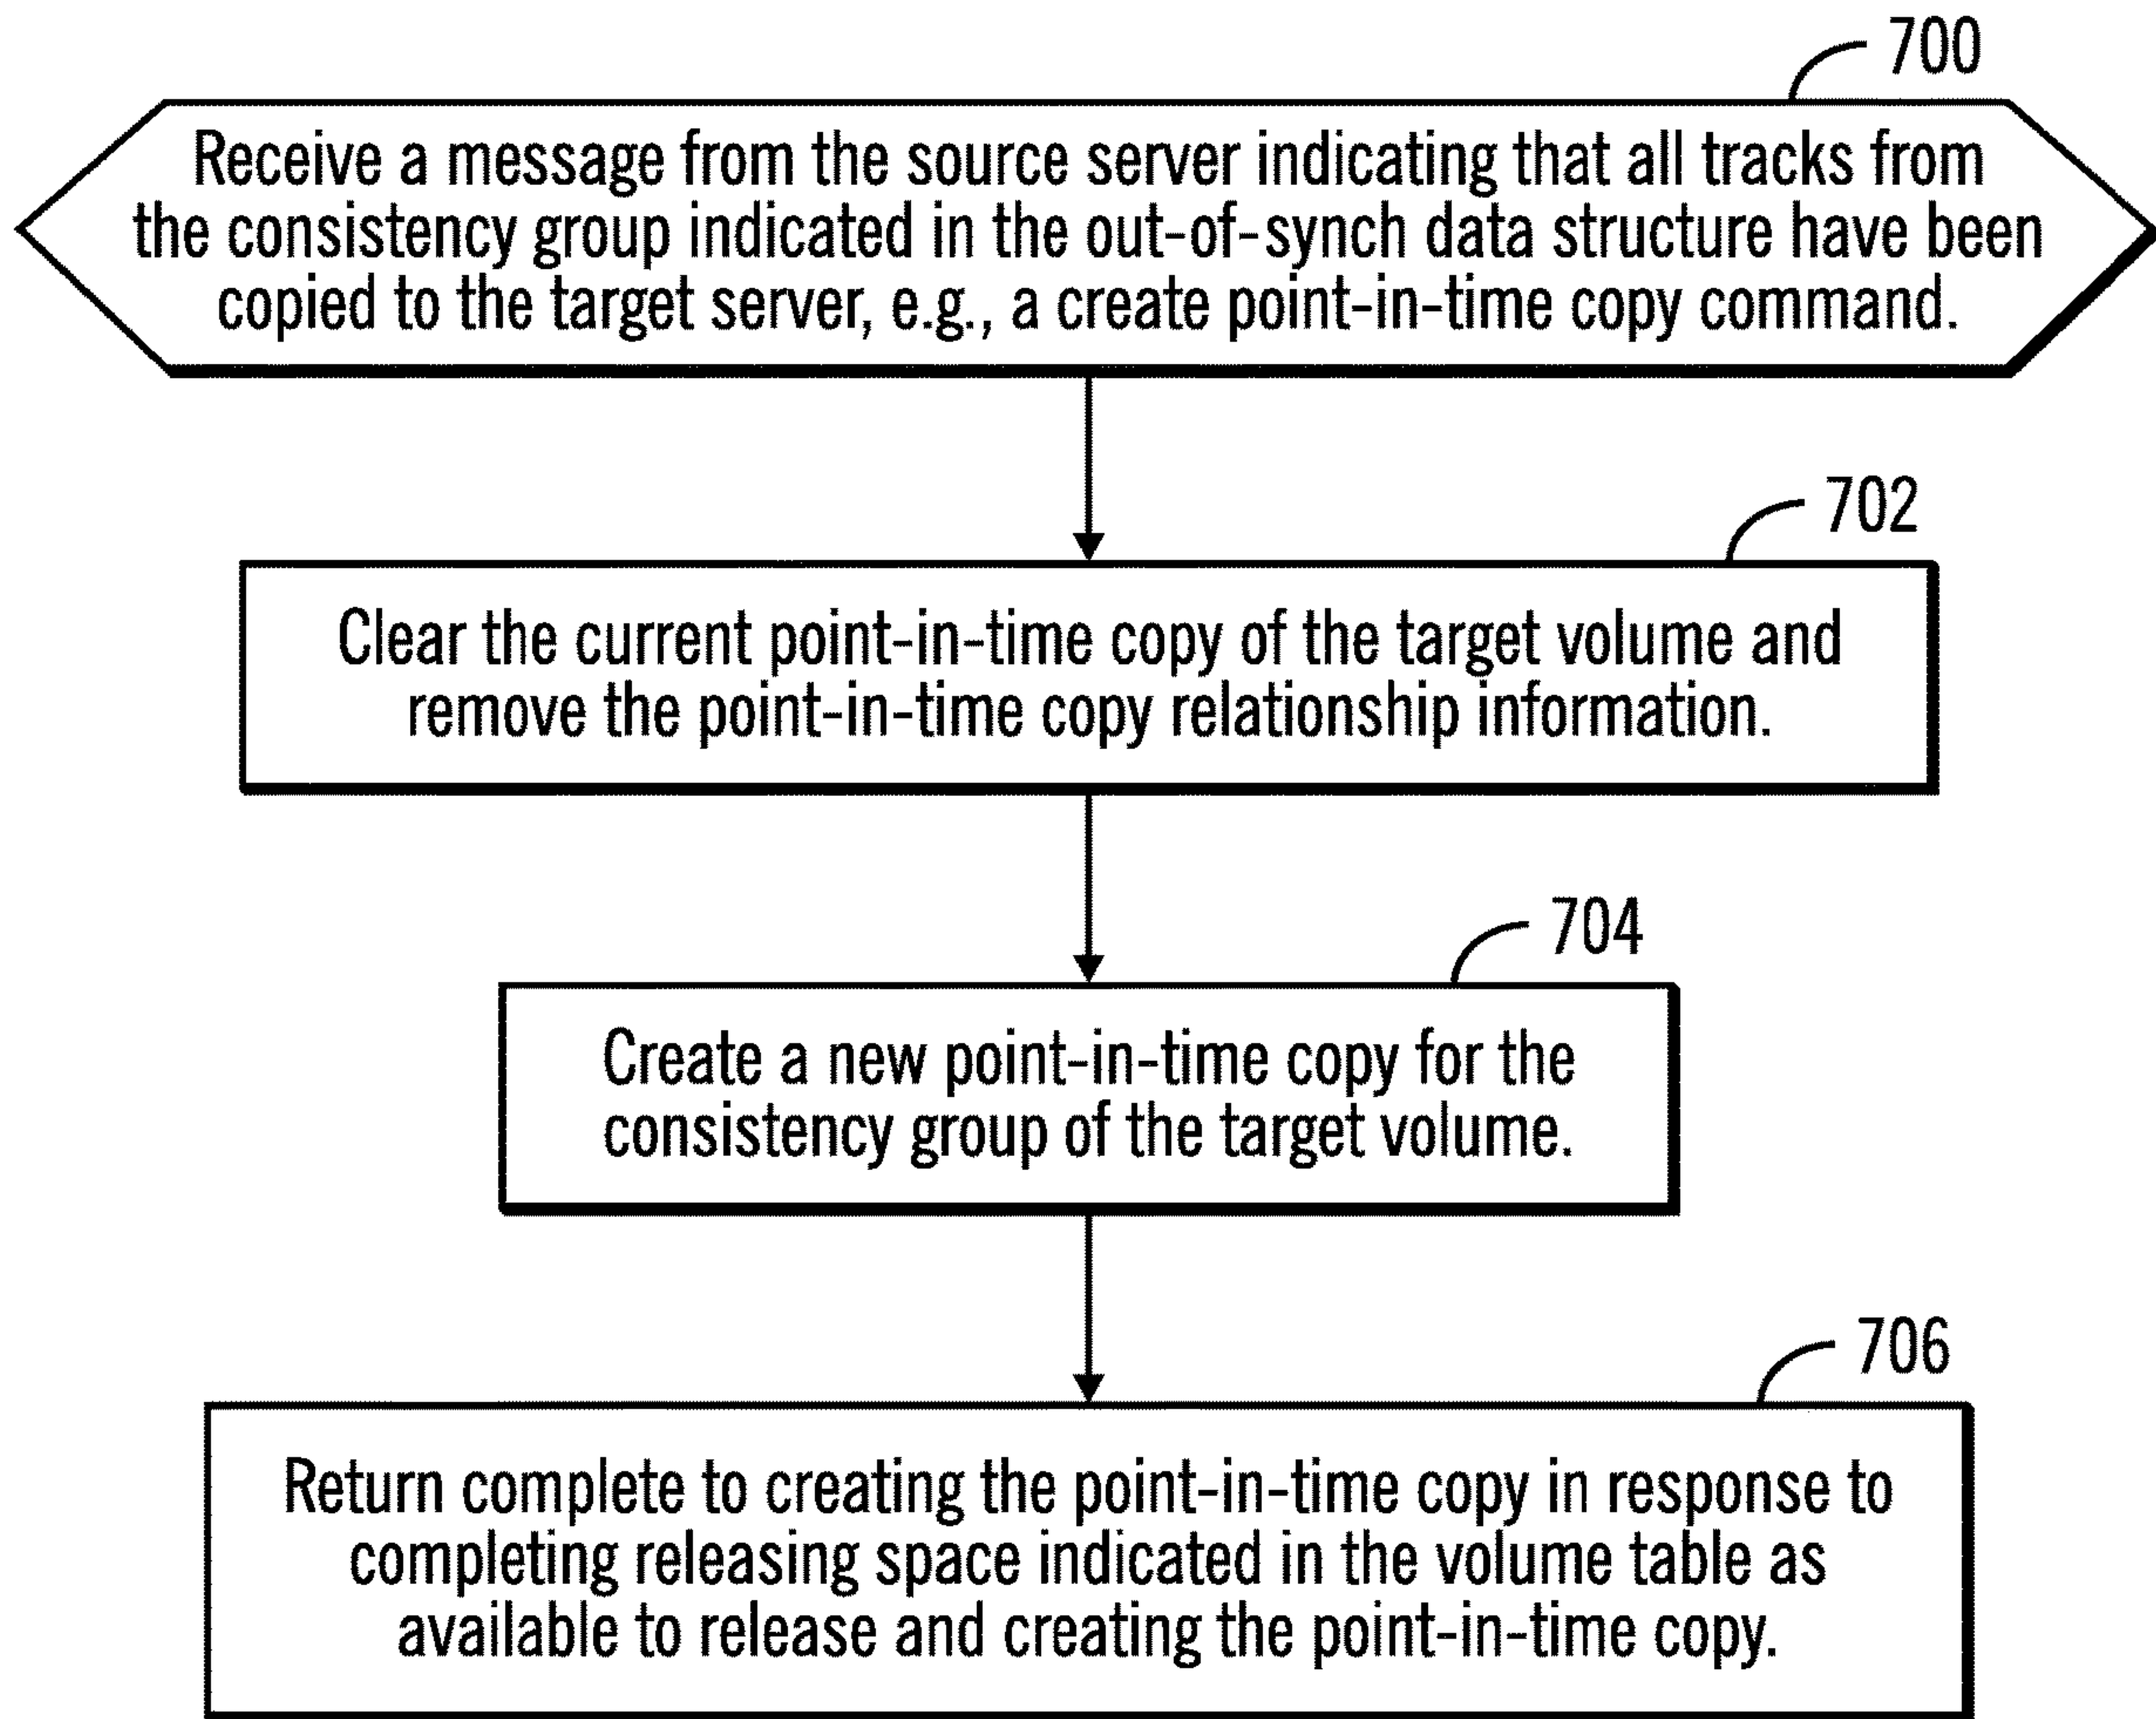 700
Receive a message from the source server indicating that all tracks from
the consistency group indicated in the out-of-synch data structure have been
copied to the target server, e.g., a create point-in-time copy command.
702
Clear the current point-in-time copy of the target volume and
remove the point-in-time copy relationship information.
704
Create a new point-in-time copy for the
consistency group of the target volume.
706
Return complete to creating the point-in-time copy in response to
completing releasing space indicated in the volume table as
available to release and creating the point-in-time copy.